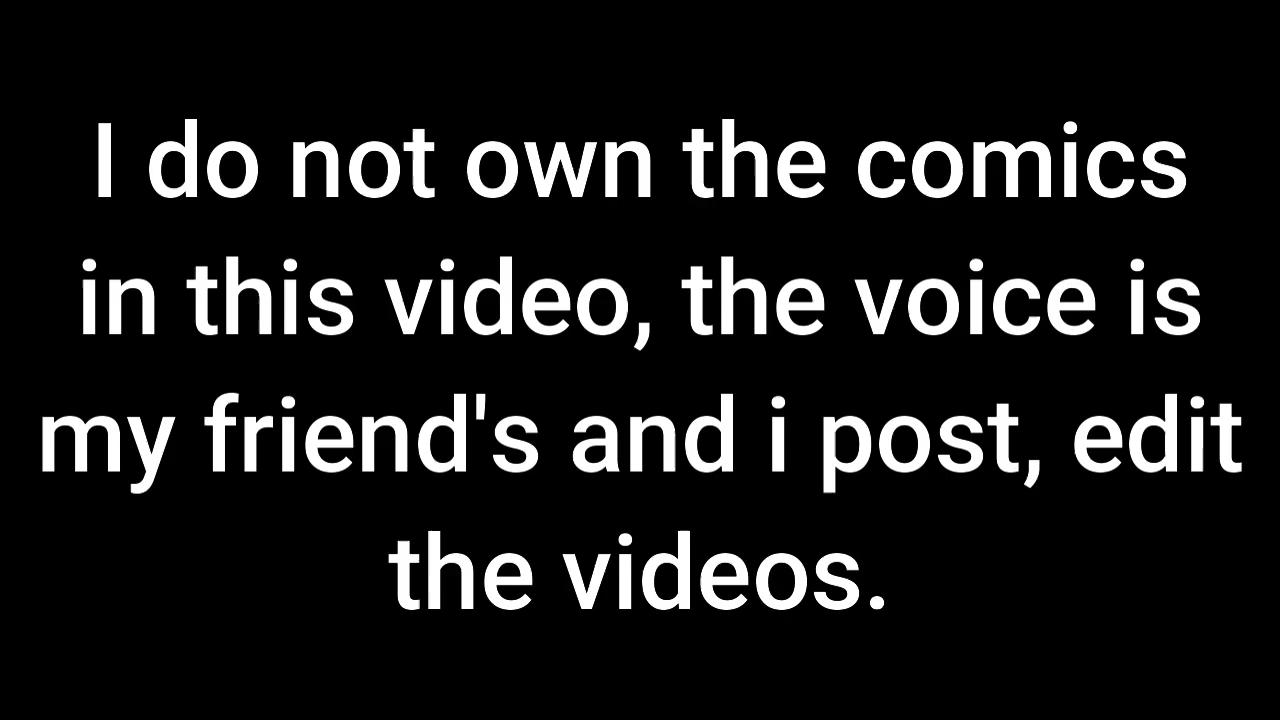 I do not own the comics
in this video, the voice is
my friend's and i post, edit
the videos.